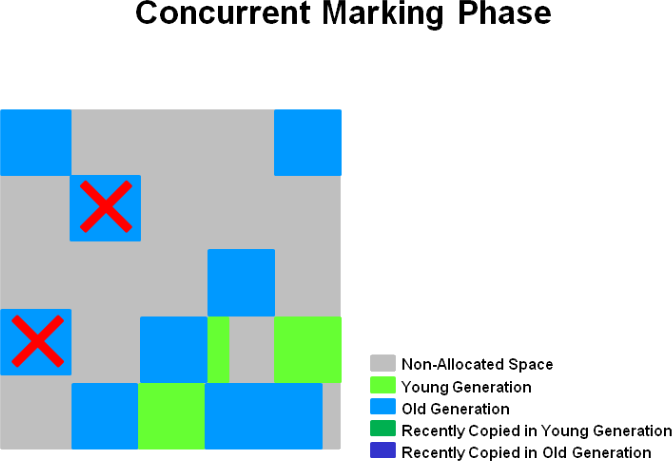 Concurrent Marking Phase
Non-Allocated Space
Young Generation
Old Generation
Recently Copied in Young Generation
Recently Copied in Old Generation